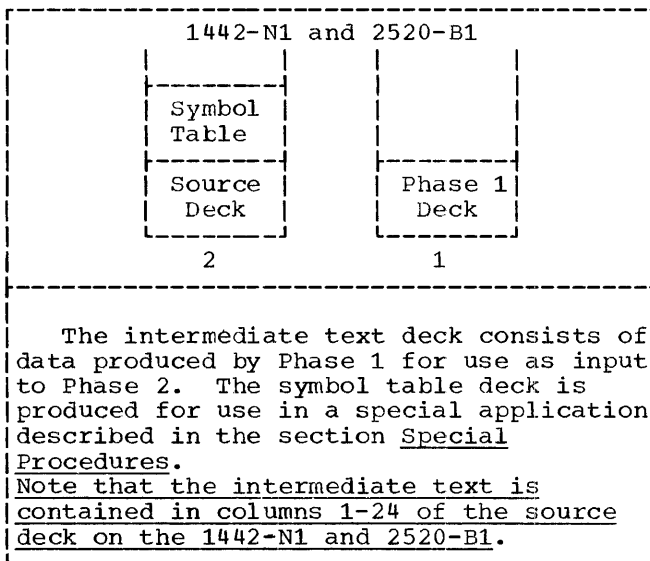 1442-N1 and 2520-B1
Symbol
Table
Source
Deck
Phase 1
Deck
2 1
The intermediate text deck consists of
data produced by Phase 1 for use as input
to Phase 2. The symbol table deck is
produced for use in a special application
described in the section Special
Procedures.
Note that the intermediate text is
contained in columns 1-24 of the source
deck on the 1442-N1 and 2520-B1.